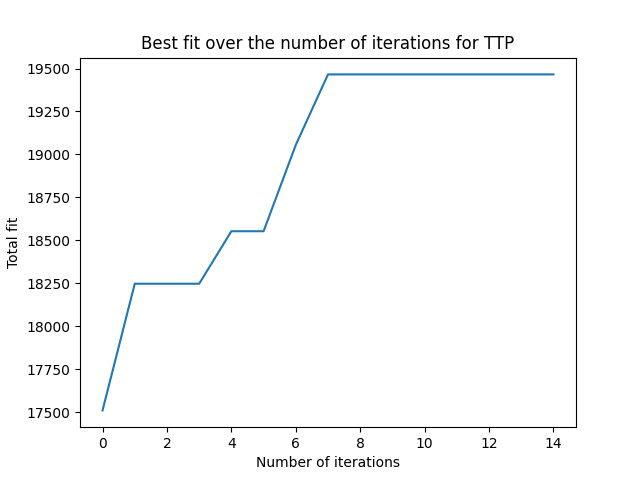 Best fit over the number of iterations for TTP
19500
19250
19000
18750
18500
18250
18000
17750
17500
Total fit
0 2 4 6 8 10 12 14
Number of iterations